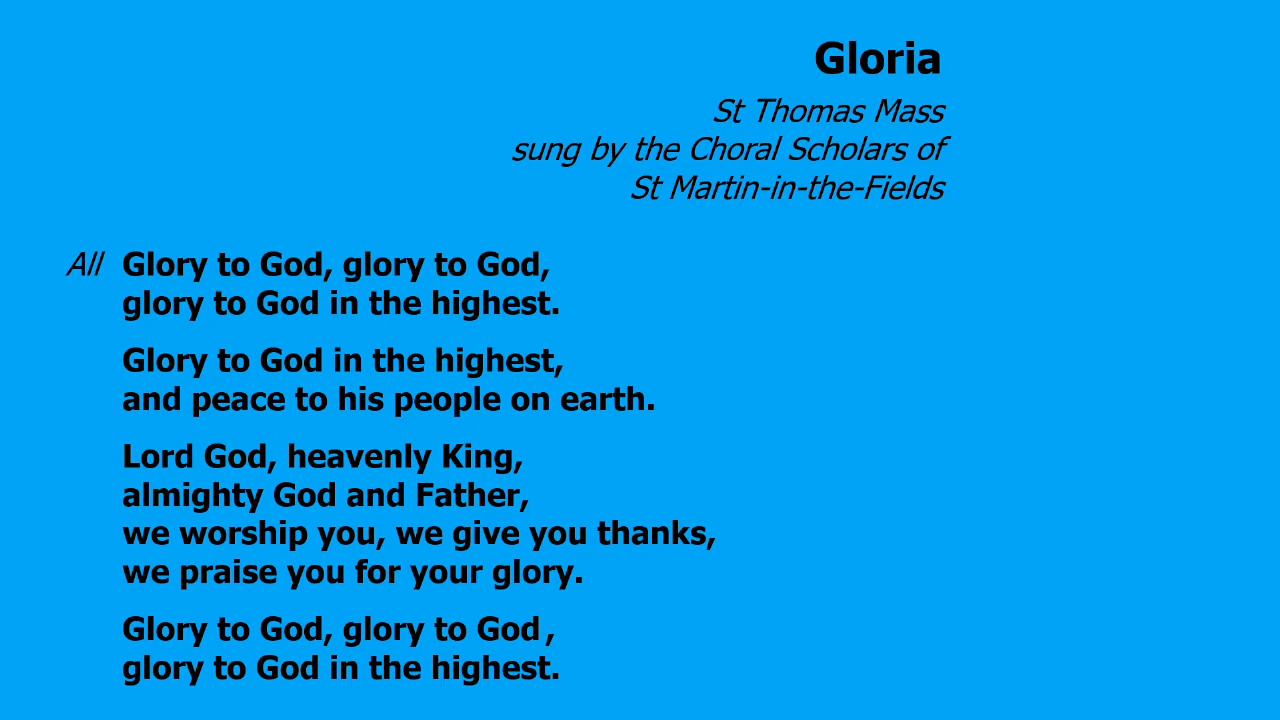 Gloria
St Thomas Mass
sung by the Choral Scholars of
St Martin-in-the-Fields
All Glory to God, glory to God,
glory to God in the highest.
Glory to God in the highest,
and peace to his people on earth.
Lord God, heavenly King,
almighty God and Father,
we worship you, we give you thanks,
we praise you for your glory.
Glory to God, glory to God ,
glory to God in the highest.